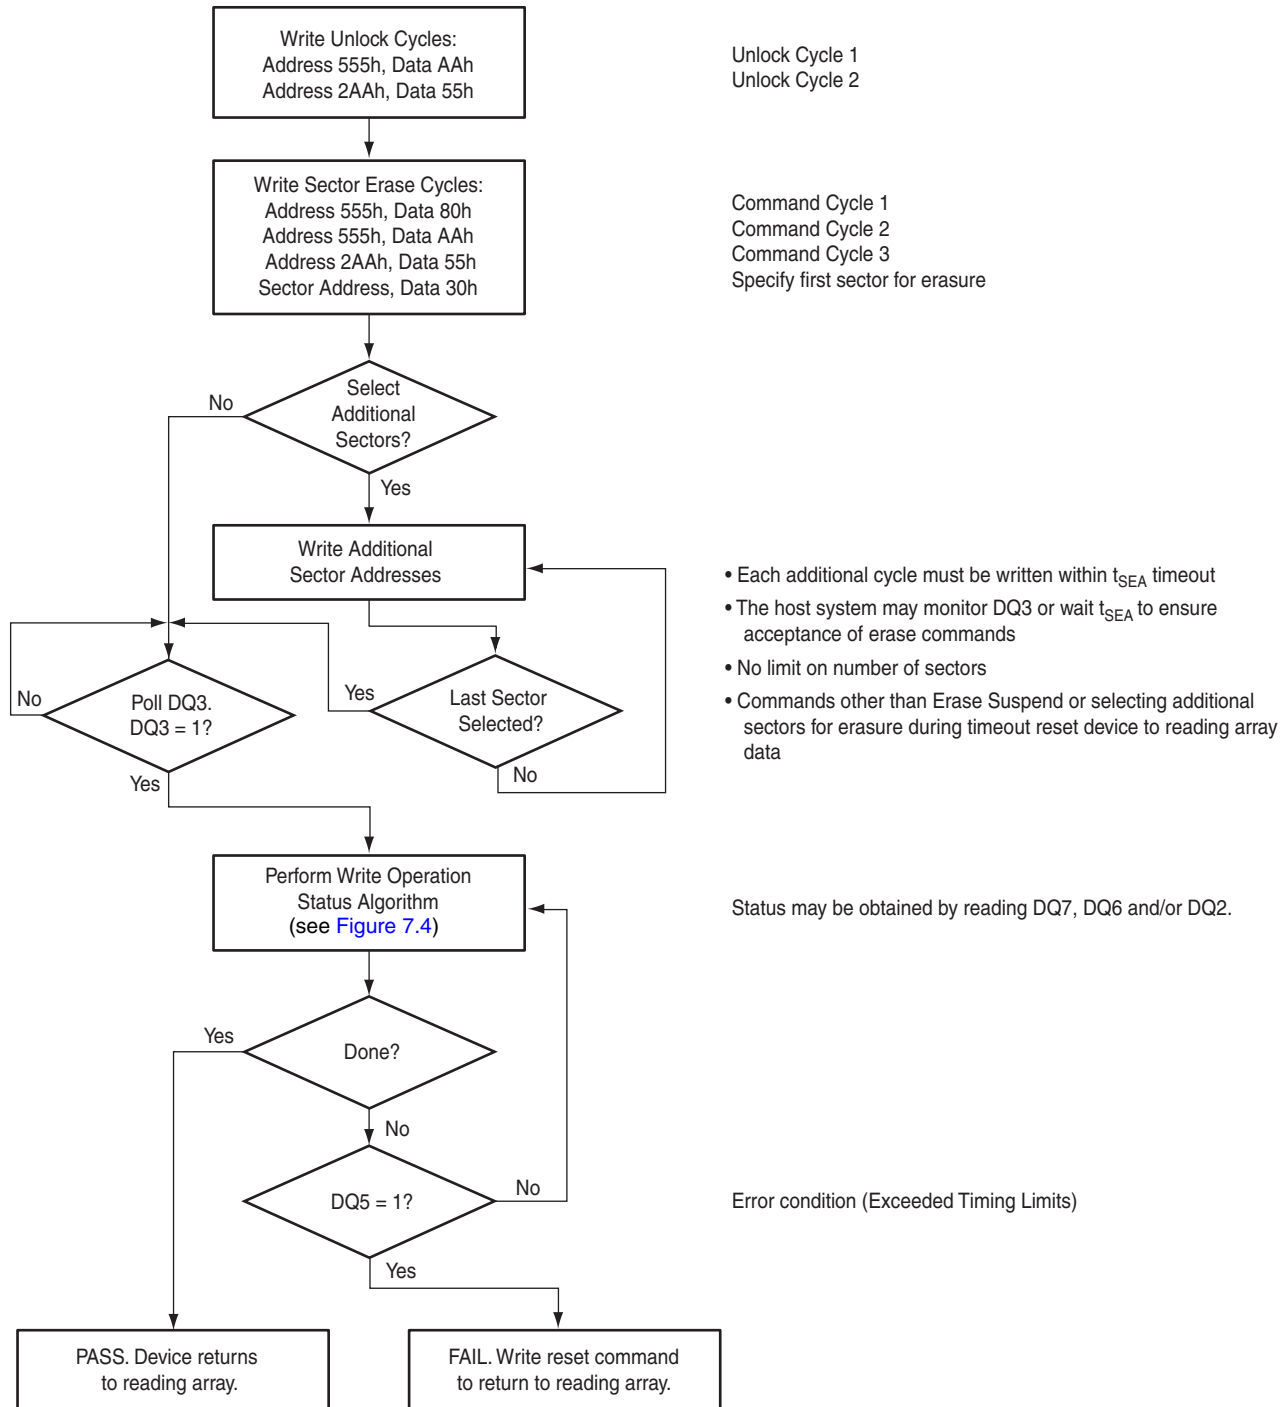 Write Unlock Cycles:
Address 555h, Data AAh
Address 2AAh, Data 55h
Unlock Cycle 1
Unlock Cycle 2
Write Sector Erase Cycles:
Address 555h, Data 80h
Address 555h, Data AAh
Address 2AAh, Data 55h
Sector Address, Data 30h
Command Cycle 1
Command Cycle 2
Command Cycle 3
Specify first sector for erasure
Select
Additional
Sectors?
No
Yes
Write Additional
Sector Addresses
• Each additional cycle must be written within tSEA timeout
• The host system may monitor DQ3 or wait tSEA to ensure
acceptance of erase commands
• No limit on number of sectors
• Commands other than Erase Suspend or selecting additional
sectors for erasure during timeout reset device to reading array
data
No
Poll DQ3.
DQ3 = 1?
Yes
Yes
Last Sector
Selected?
No
Perform Write Operation
Status Algorithm
(see Figure 7.4)
Status may be obtained by reading DQ7, DQ6 and/or DQ2.
Yes
Done?
No
DQ5 = 1?
No
Yes
Error condition (Exceeded Timing Limits)
PASS. Device returns
to reading array.
FAIL. Write reset command
to return to reading array.